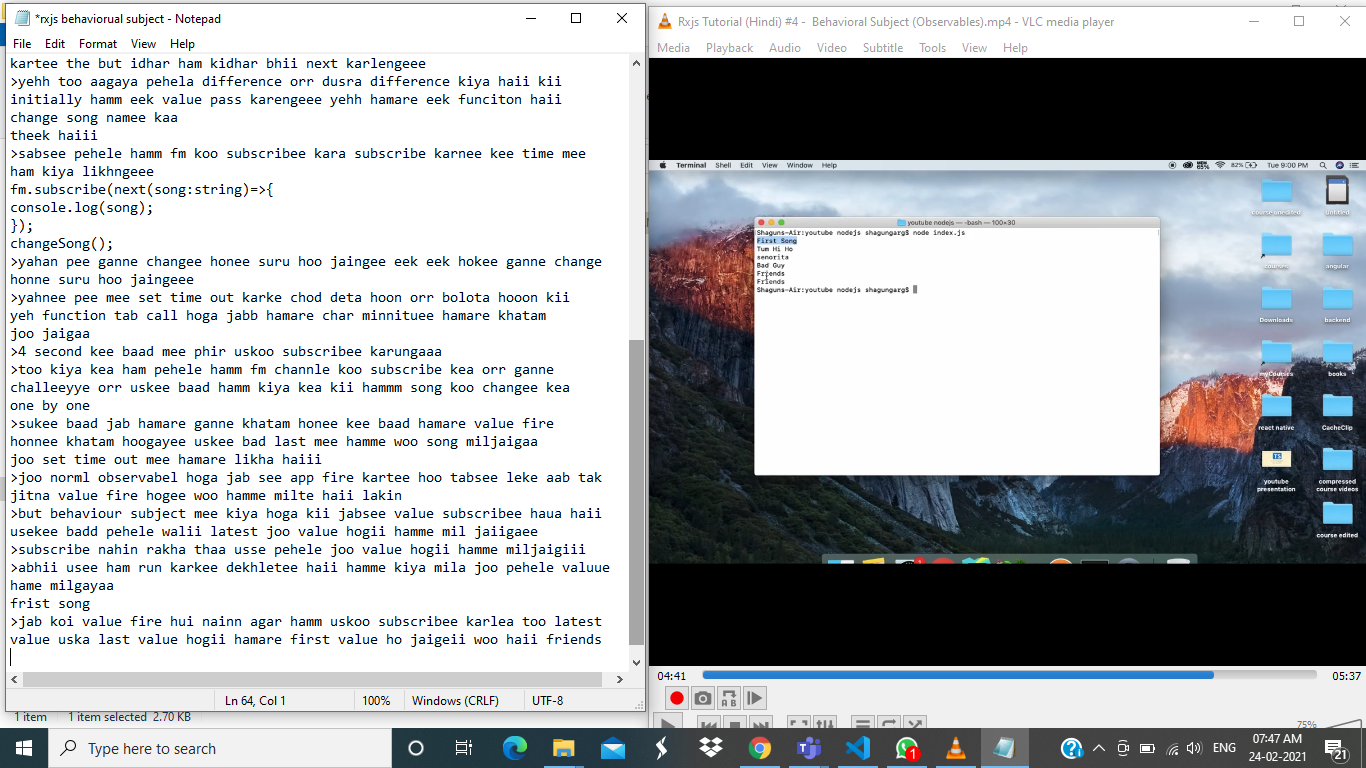 *rxjs behaviorual subject - Notepad
File Edit Format View Help
kartee the but idhar ham kidhar bhii next karlengeee
>yehh too aagaya pehela difference orr dusra difference kiya haii kii
initially hamm eek value pass karengeee yehh hamare eek funciton haii
change song namee kaa
theek haiii
>sabsee pehele hamm fm koo subscribee kara subscribe karnee kee time mee
ham kiya likhngeee
fm.subscribe(next(song:string)=>{
console.log(song);
});
changeSong();
>yahan pee ganne changee honee suru hoo jaingee eek eek hokee ganne change
honne suru hoo jaingeee
>yahnee pee mee set time out karke chod deta hoon orr bolota hooon kii
yeh function tab call hoga jabb hamare char minnituee hamare khatam
joo jaigaa
>4 second kee baad mee phir uskoo subscribee karungaaa
>too kiya kea ham pehele hamm fm channle koo subscribe kea orr ganne
challeeyye orr uskee baad hamm kiya kea kii hammm song koo changee kea
one by one
>sukee baad jab hamare ganne khatam honee kee baad hamare value fire
honnee khatam hoogayee uskee bad last mee hamme woo song miljaigaa
joo set time out mee hamare likha haiii
>joo norml observabel hoga jab see app fire kartee hoo tabsee leke aab tak
jitna value fire hogee woo hamme milte haii lakin
>but behaviour subject mee kiya hoga kii jabsee value subscribee haua haii
usekee badd pehele walii latest joo value hogii hamme mil jaiigaee
>subscribe nahin rakha thaa usse pehele joo value hogii hamme miljaigiii
>abhii usee ham run karkee dekhletee haii hamme kiya mila joo pehele valuue
hame milgayaa
frist song
>jab koi value fire hui nainn agar hamm uskoo subscribee karlea too latest
value uska last value hogii hamare first value ho jaigeii woo haii friends
Ln 64, Col 1 100% Windows (CRLF) UTF-8
1 item 1 item selected 2.70 KB
Rxjs Tutorial (Hindi) #4 - Behavioral Subject (Observables).mp4 - VLC media player
Media Playback Audio Video Subtitle Tools View Help
Terminal Shell Edit View Window Help
82% Tue 9:00 PM
youtube nodejs — -bash — 100×30
Shaguns-Air:youtube nodejs shagungarg$ node index.js
First Song
Tum Hi Ho
senorita
Bad Guy
Friends
Friends
Shaguns-Air:youtube nodejs shagungarg$
course unedited Untitled
courses angular
Downloads backend
myCourses books
react native CacheClip
TS
youtube presentation compressed course videos
course edited
04:41 05:37
75%
Type here to search
1
ENG
07:47 AM
24-02-2021
21